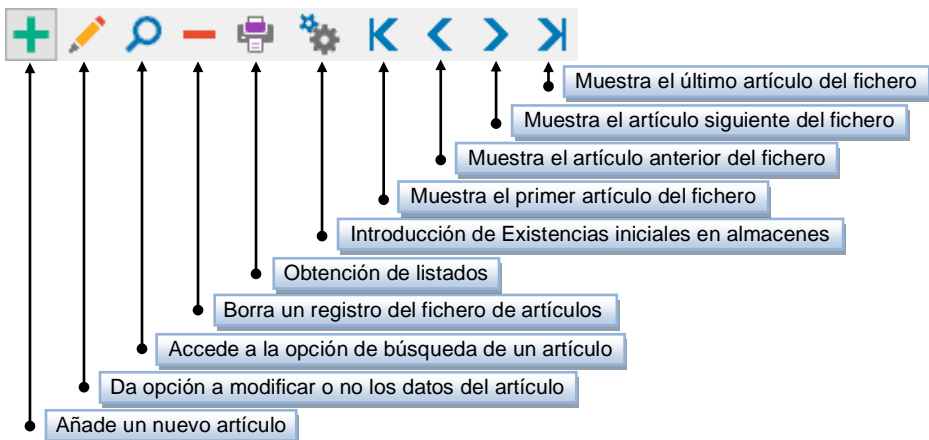 Muestra el último artículo del fichero
Muestra el artículo siguiente del fichero
Muestra el artículo anterior del fichero
Muestra el primer artículo del fichero
Introducción de Existencias iniciales en almacenes
Obtención de listados
Borra un registro del fichero de artículos
Accede a la opción de búsqueda de un artículo
Da opción a modificar o no los datos del artículo
Añade un nuevo artículo